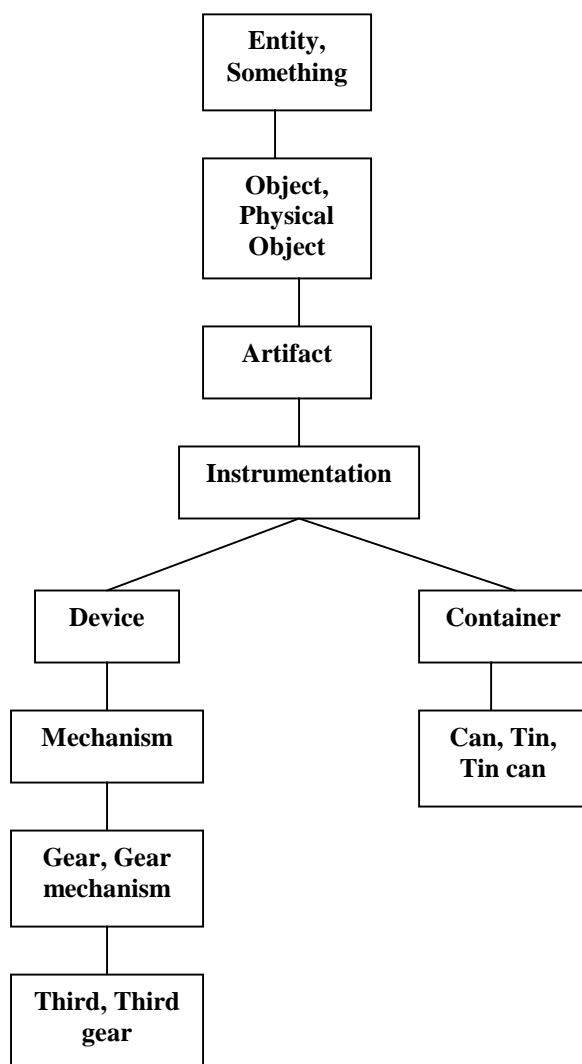 Entity,
Something
Object,
Physical
Object
Artifact
Instrumentation
Device
Container
Mechanism
Can, Tin,
Tin can
Gear, Gear
mechanism
Third, Third
gear